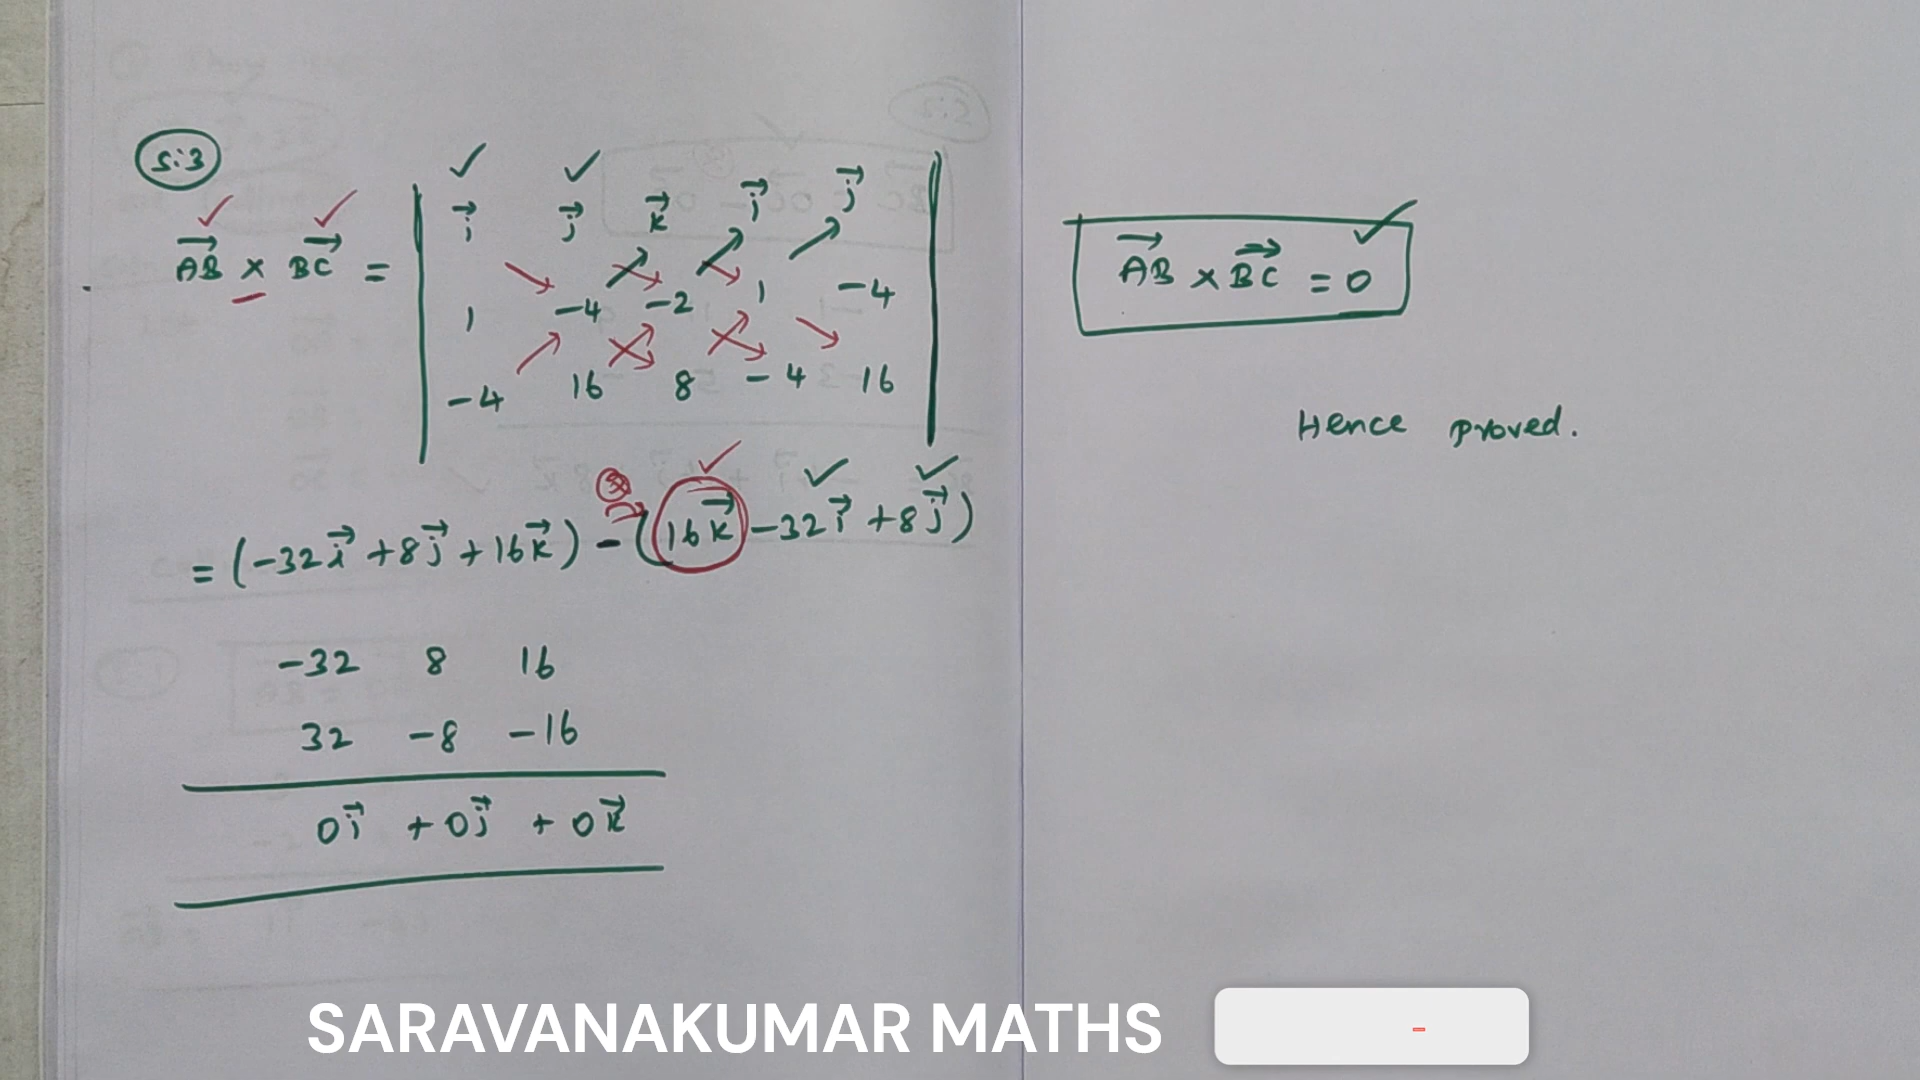 S:3
i⃗ j⃗ k⃗ i⃗ j⃗
AB⃗ × BC⃗ =
1 -4 -2 1 -4
-4 16 8 -4 16
= (-32i⃗ + 8j⃗ + 16k⃗) - (16k⃗ - 32i⃗ + 8j⃗)
-32 8 16
32 -8 -16
0i⃗ + 0j⃗ + 0k⃗
AB⃗ × BC⃗ = 0
Hence proved.
SARAVANAKUMAR MATHS
-